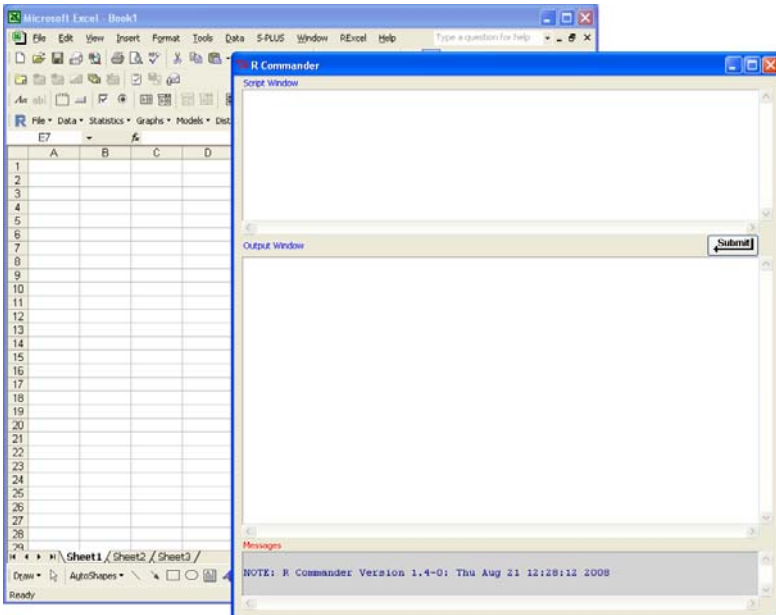 Microsoft Excel - Book1
File Edit View Insert Format Tools Data S-PLUS Window RExcel Help Type a question for help
R Commander
Script Window
File Data Statistics Graphs Models
E7 fx
A B C D
1
2
3
4
5
6
7
8
9
10
11
12
13
14
15
16
17
18
19
20
21
22
23
24
25
26
27
28
29
Output Window
Submit
Messages
NOTE: R Commander Version 1.4-0: Thu Aug 21 12:28:12 2008
Sheet1 / Sheet2 / Sheet3 /
Draw AutoShapes
Ready